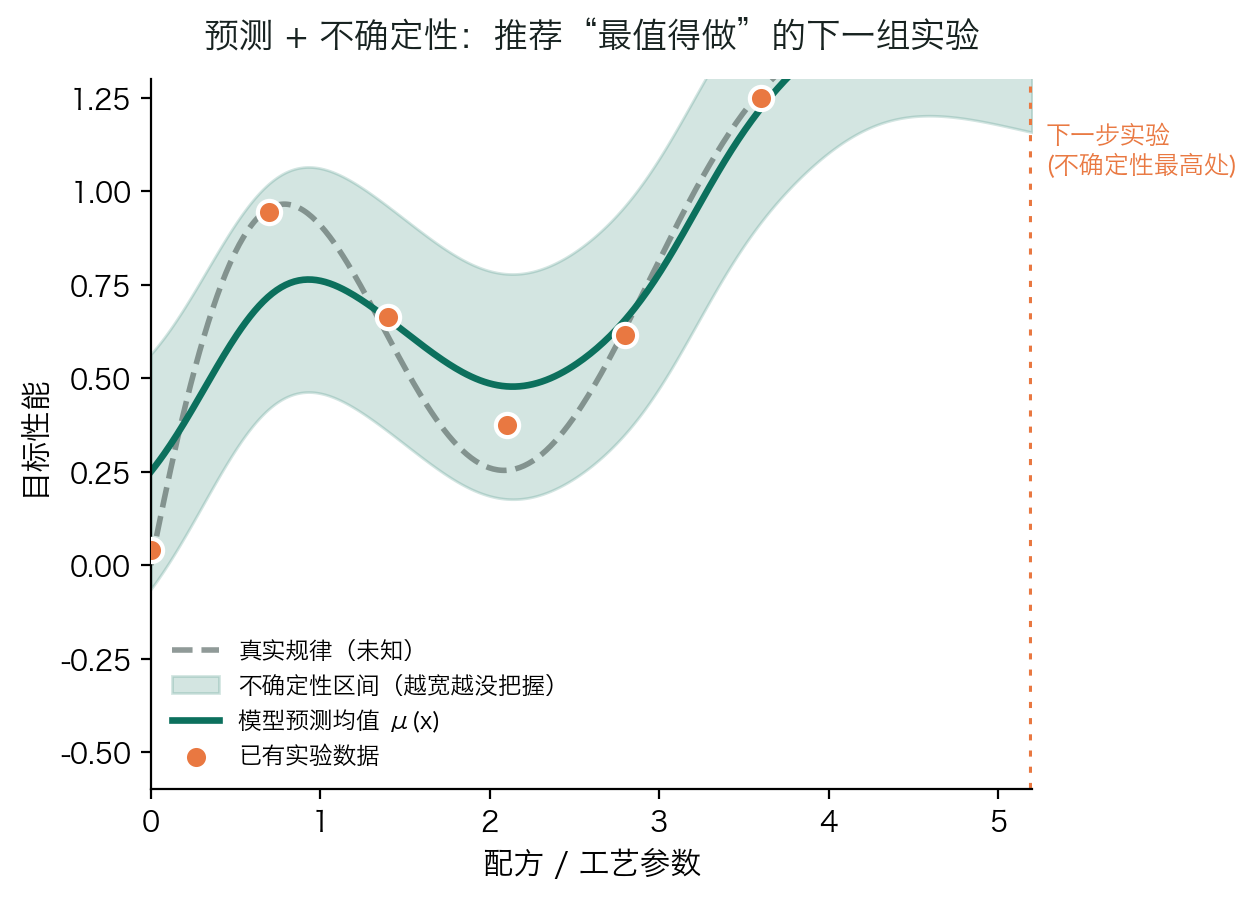 预测 + 不确定性：推荐“最值得做”的下一组实验
目标性能
1.25
1.00
0.75
0.50
0.25
0.00
-0.25
-0.50
下一步实验
(不确定性最高处)
真实规律（未知）
不确定性区间（越宽越没把握）
模型预测均值 μ(x)
已有实验数据
0 1 2 3 4 5
配方 / 工艺参数